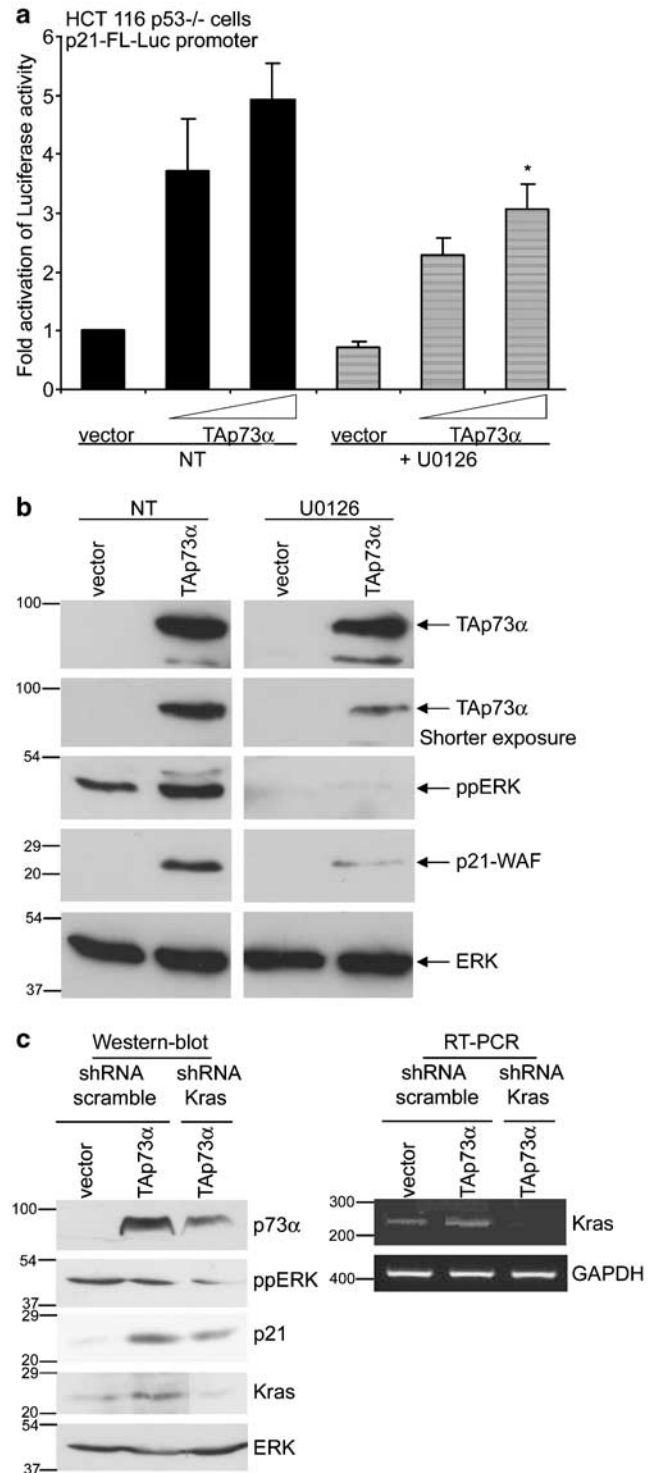 a
HCT 116 p53-/- cells
p21-FL-Luc promoter
Fold activation of Luciferase activity
6
5
4
3
2
1
0
*
vector TAp73α vector TAp73α
NT + U0126
b
NT U0126
vector TAp73α vector TAp73α
100 TAp73α
100 TAp73α
Shorter exposure
54 ppERK
29
20 p21-WAF
54
ERK
37
c
Western-blot RT-PCR
shRNA shRNA shRNA shRNA
scramble Kras scramble Kras
vector TAp73α TAp73α vector TAp73α TAp73α
100 p73α
54
ppERK
37
29
p21
20
29
Kras
20
54
ERK
37
300
Kras
200
GAPDH
400